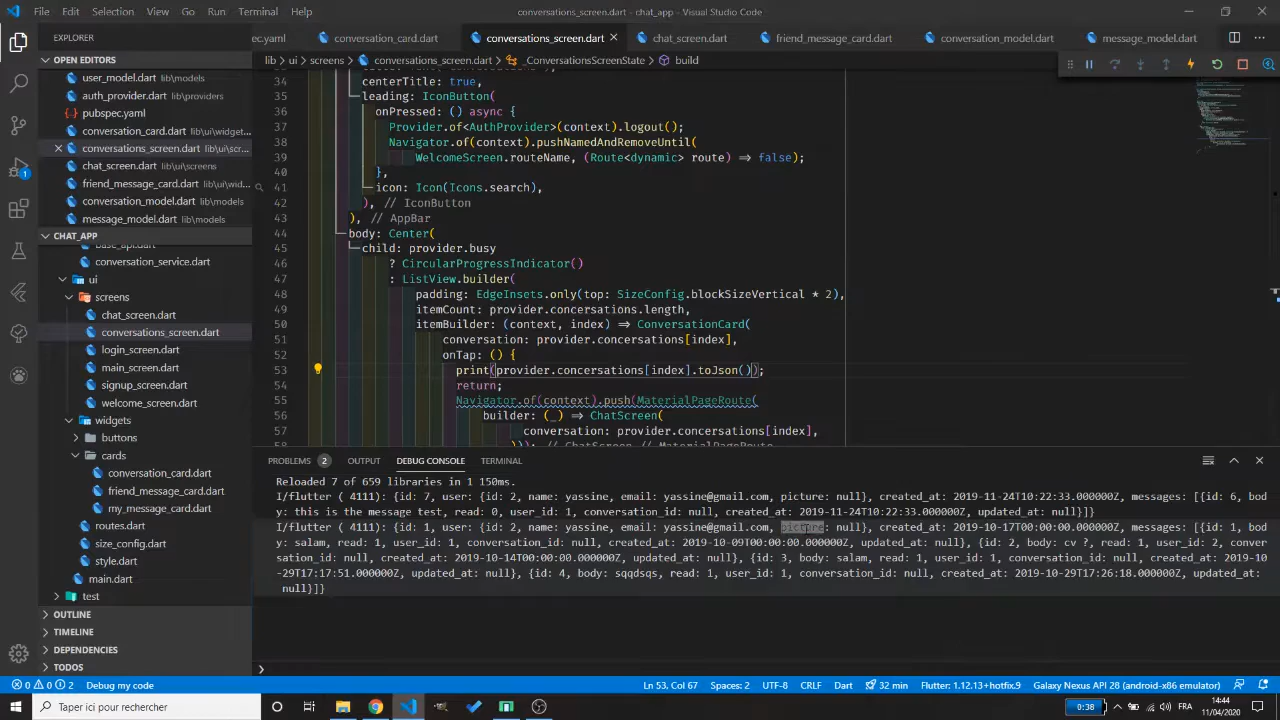 File Edit Selection View Go Run Terminal Help
conversations_screen.dart - chat_app - Visual Studio Code
EXPLORER
ec.yaml conversation_card.dart conversations_screen.dart chat_screen.dart friend_message_card.dart conversation_model.dart message_model.dart
OPEN EDITORS
user_model.dart lib\models
auth_provider.dart lib\providers
pubspec.yaml
conversation_card.dart lib\ui\widget...
conversations_screen.dart lib\ui\scr...
chat_screen.dart lib\ui\screens
friend_message_card.dart lib\ui\wid...
conversation_model.dart lib\models
message_model.dart lib\models
CHAT_APP
base_api.dart
conversation_service.dart
ui
screens
chat_screen.dart
conversations_screen.dart
login_screen.dart
main_screen.dart
signup_screen.dart
welcome_screen.dart
widgets
buttons
cards
conversation_card.dart
friend_message_card.dart
my_message_card.dart
routes.dart
size_config.dart
style.dart
main.dart
test
OUTLINE
TIMELINE
DEPENDENCIES
TODOS
lib > ui > screens > conversations_screen.dart > _ConversationsScreenState > build
34 centerTitle: true,
35 leading: IconButton(
36 onPressed: () async {
37 Provider.of<AuthProvider>(context).logout();
38 Navigator.of(context).pushNamedAndRemoveUntil(
39 WelcomeScreen.routeName, (Route<dynamic> route) => false);
40 },
41 icon: Icon(Icons.search),
42 ), // IconButton
43 ), // AppBar
44 body: Center(
45 child: provider.busy
46 ? CircularProgressIndicator()
47 : ListView.builder(
48 padding: EdgeInsets.only(top: SizeConfig.blockSizeVertical * 2),
49 itemCount: provider.concersations.length,
50 itemBuilder: (context, index) => ConversationCard(
51 conversation: provider.concersations[index],
52 onTap: () {
53 print(provider.concersations[index].toJson());
54 return;
55 Navigator.of(context).push(MaterialPageRoute(
56 builder: (_) => ChatScreen(
57 conversation: provider.concersations[index],
58 ))); // ChatScreen // MaterialPageRoute
PROBLEMS 2 OUTPUT DEBUG CONSOLE TERMINAL
Reloaded 7 of 659 libraries in 1 150ms.
I/flutter ( 4111): {id: 7, user: {id: 2, name: yassine, email: yassine@gmail.com, picture: null}, created_at: 2019-11-24T10:22:33.000000Z, messages: [{id: 6, bod
y: this is the message test, read: 0, user_id: 1, conversation_id: null, created_at: 2019-11-24T10:22:33.000000Z, updated_at: null}]}
I/flutter ( 4111): {id: 1, user: {id: 2, name: yassine, email: yassine@gmail.com, picture: null}, created_at: 2019-10-17T00:00:00.000000Z, messages: [{id: 1, bod
y: salam, read: 1, user_id: 1, conversation_id: null, created_at: 2019-10-09T00:00:00.000000Z, updated_at: null}, {id: 2, body: cv ?, read: 1, user_id: 2, conver
sation_id: null, created_at: 2019-10-14T00:00:00.000000Z, updated_at: null}, {id: 3, body: salam, read: 1, user_id: 1, conversation_id: null, created_at: 2019-10
-29T17:17:51.000000Z, updated_at: null}, {id: 4, body: sqqdsqs, read: 1, user_id: 1, conversation_id: null, created_at: 2019-10-29T17:26:18.000000Z, updated_at:
null}]}
0 0 2 Debug my code
Ln 53, Col 67 Spaces: 2 UTF-8 CRLF Dart 32 min Flutter: 1.12.13+hotfix.9 Galaxy Nexus API 28 (android-x86 emulator)
Taper ici pour rechercher
0:38
FRA
14:44
11/04/2020